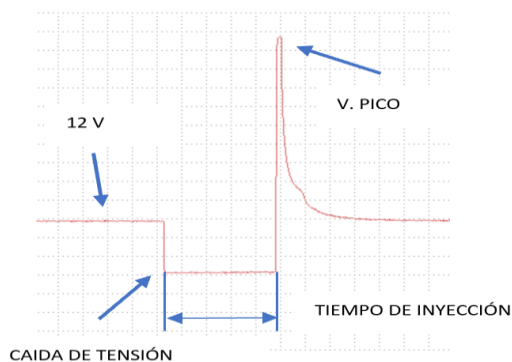 V. PICO
12 V
TIEMPO DE INYECCIÓN
CAIDA DE TENSIÓN